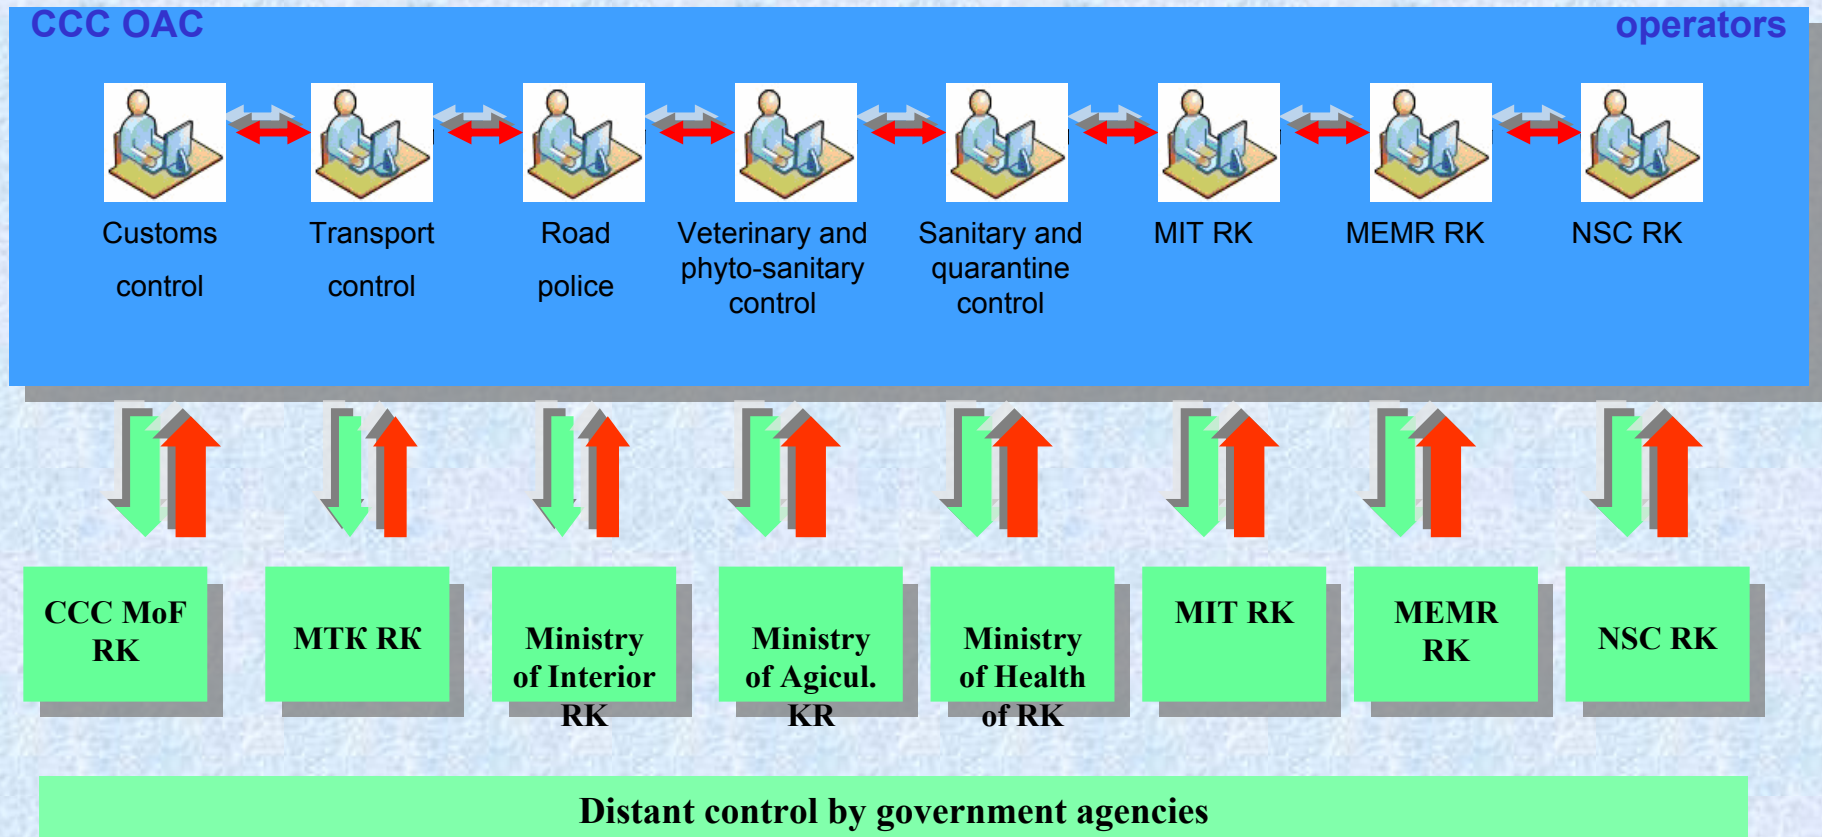 CCC OAC
operators
Customs
control
Transport
control
Road
police
Veterinary and
phyto-sanitary
control
Sanitary and
quarantine
control
MIT RK
MEMR RK
NSC RK
CCC MoF
RK
MTК RК
Ministry
of Interior
RK
Ministry
of Agicul.
KR
Ministry
of Health
of RK
MIT RK
MEMR
RK
NSC RK
Distant control by government agencies